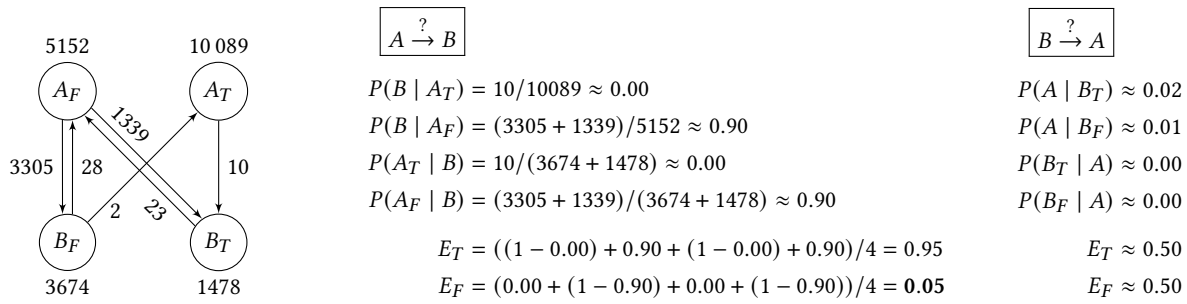 5152
10 089
A_F
A_T
1339
3305
28
10
2
23
B_F
B_T
3674
1478
A →? B
P(B | A_T) = 10/10089 ≈ 0.00
P(B | A_F) = (3305 + 1339)/5152 ≈ 0.90
P(A_T | B) = 10/(3674 + 1478) ≈ 0.00
P(A_F | B) = (3305 + 1339)/(3674 + 1478) ≈ 0.90
E_T = ((1 − 0.00) + 0.90 + (1 − 0.00) + 0.90)/4 = 0.95
E_F = (0.00 + (1 − 0.90) + 0.00 + (1 − 0.90))/4 = 0.05
B →? A
P(A | B_T) ≈ 0.02
P(A | B_F) ≈ 0.01
P(B_T | A) ≈ 0.00
P(B_F | A) ≈ 0.00
E_T ≈ 0.50
E_F ≈ 0.50